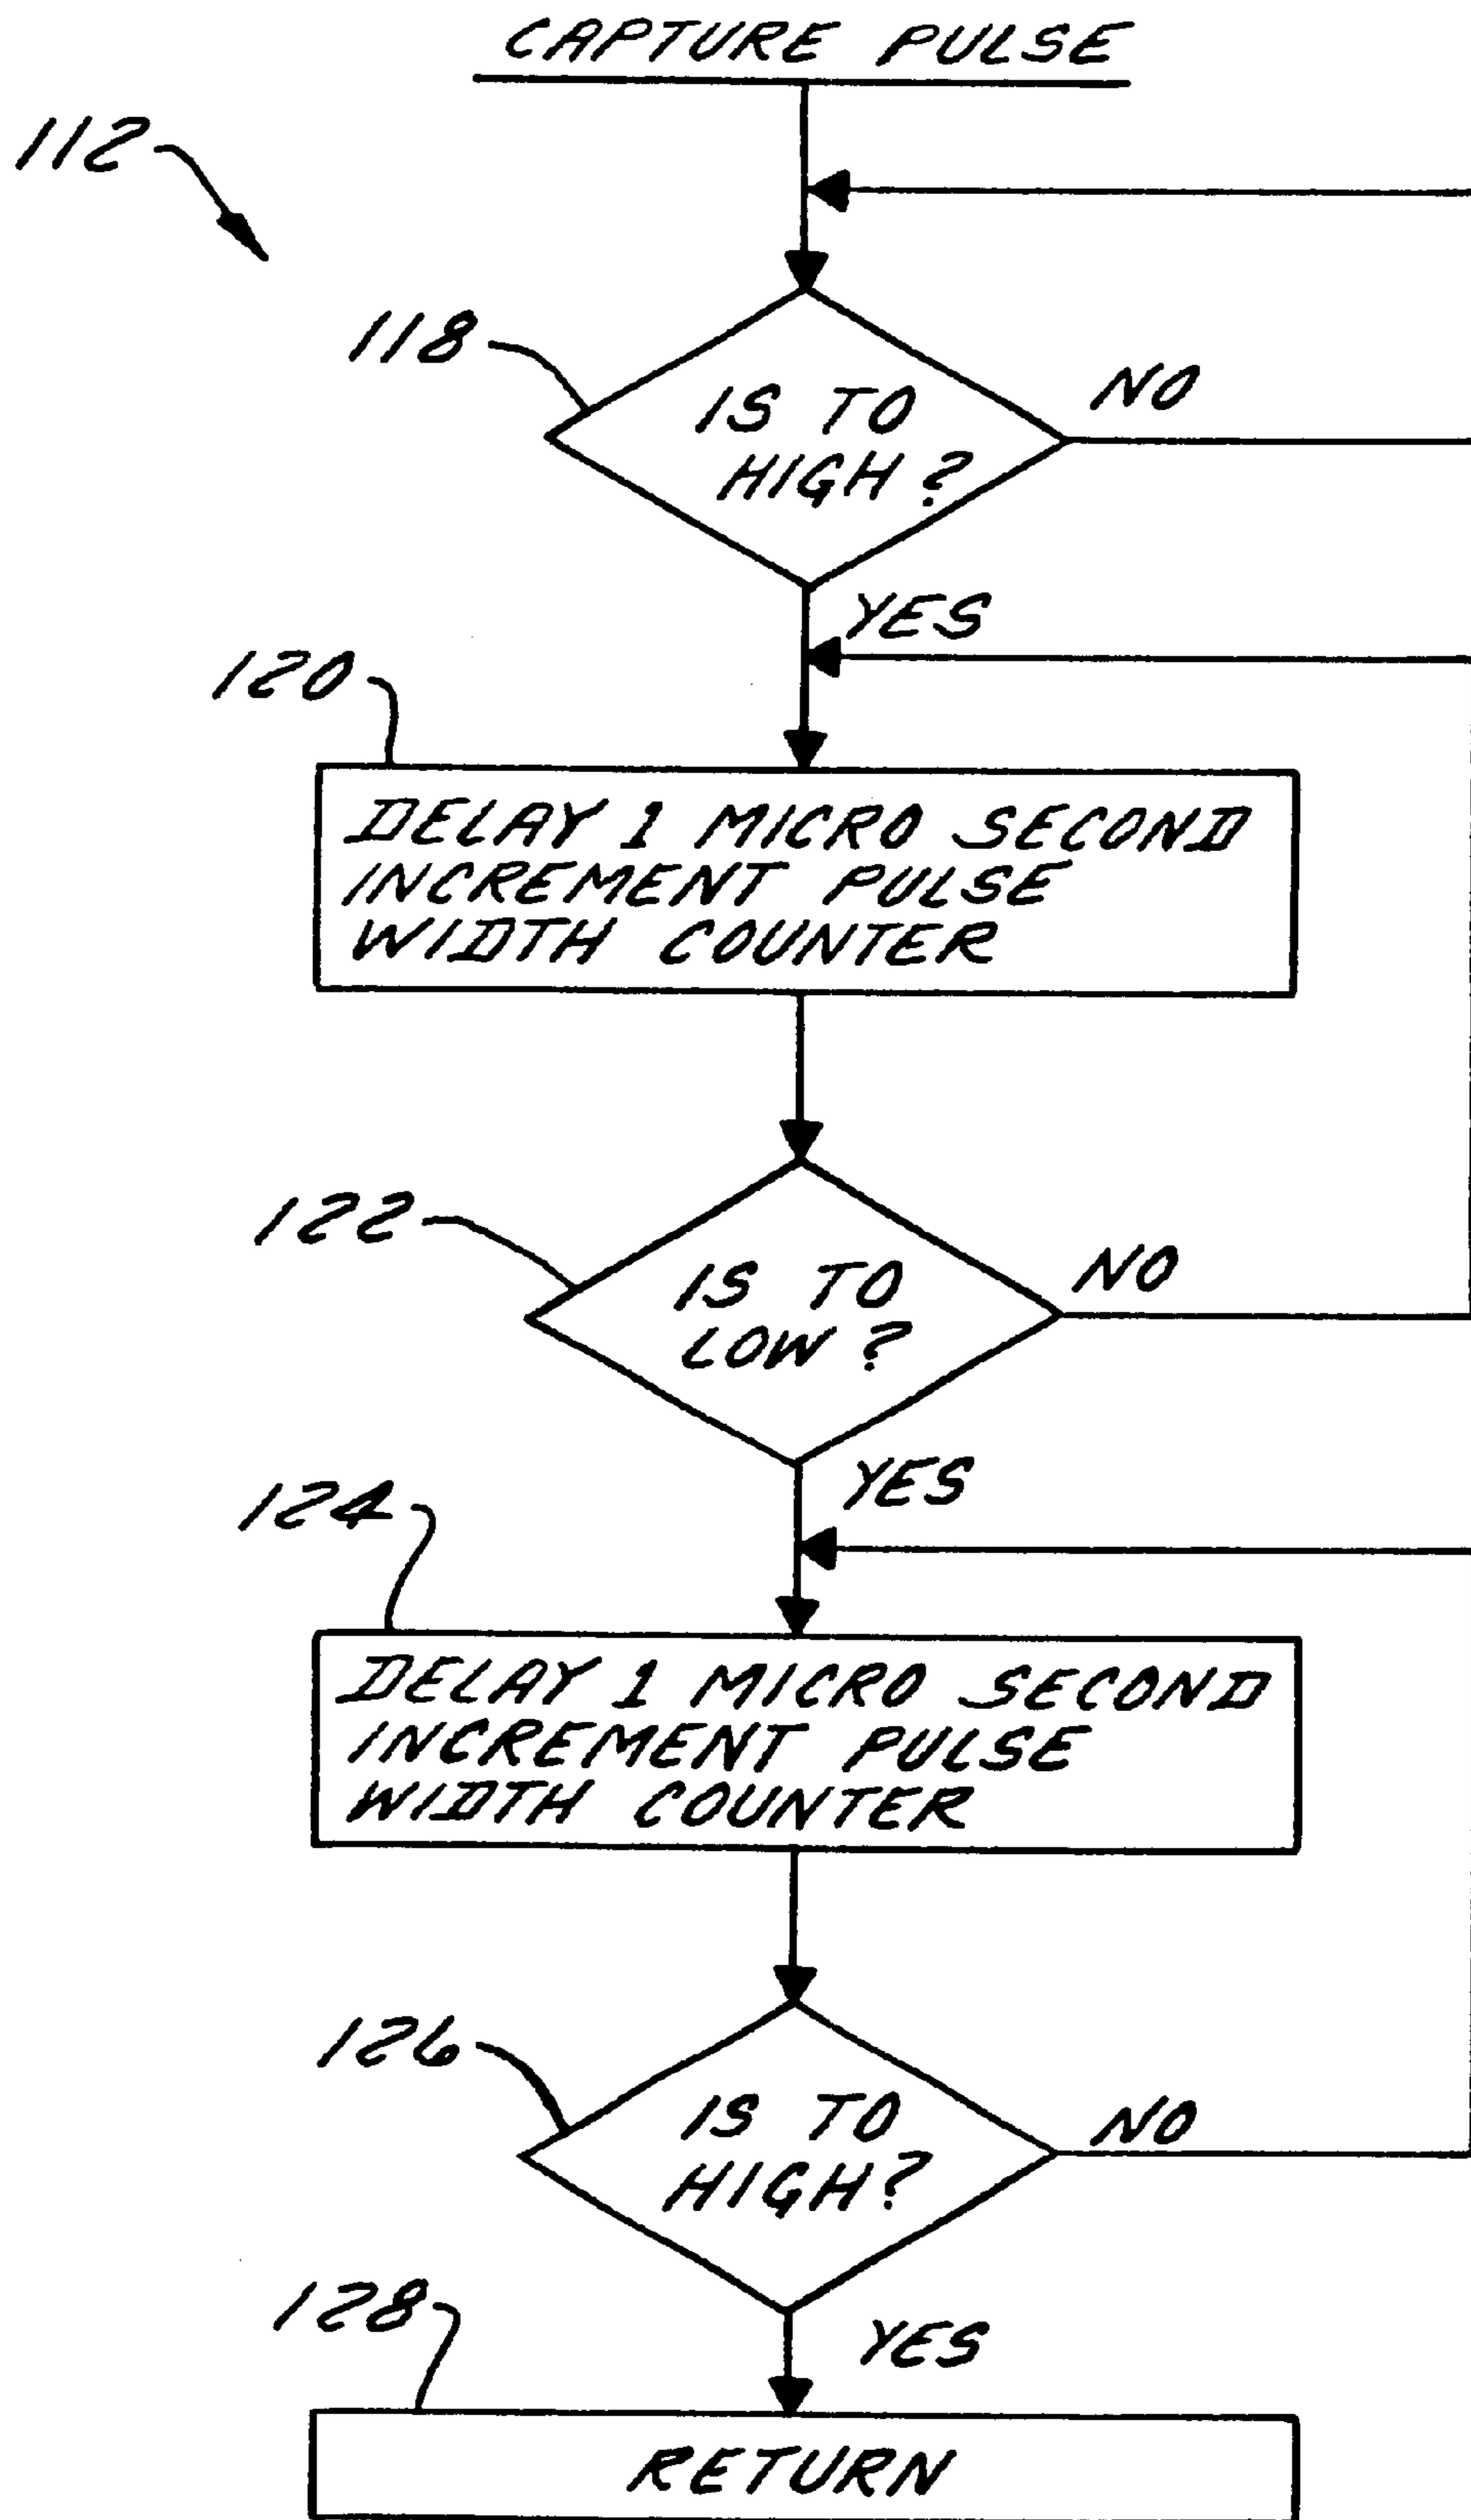 CAPTURE PULSE
112
118
IS TO
HIGH?
NO
YES
120
DELAY 1 MICRO SECOND
INCREMENT PULSE
WIDTH COUNTER
122
IS TO
LOW?
NO
YES
124
DELAY 1 MICRO SECOND
INCREMENT PULSE
WIDTH COUNTER
126
IS TO
HIGH?
NO
YES
128
RETURN